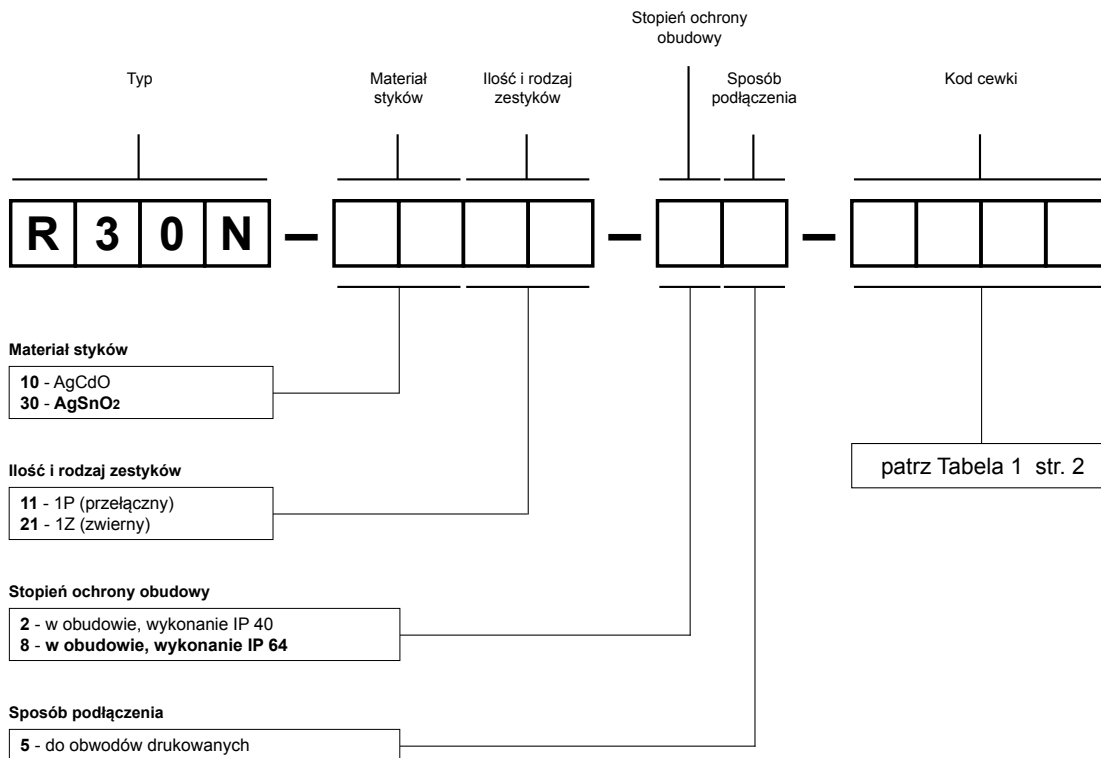 Stopień ochrony
obudowy
Typ
Materiał
styków
Ilość i rodzaj
zestyków
Sposób
podłączenia
Kod cewki
R 3 0 N – – –
Materiał styków
10 - AgCdO
30 - AgSnO2
Ilość i rodzaj zestyków
11 - 1P (przełączny)
21 - 1Z (zwierny)
patrz Tabela 1 str. 2
Stopień ochrony obudowy
2 - w obudowie, wykonanie IP 40
8 - w obudowie, wykonanie IP 64
Sposób podłączenia
5 - do obwodów drukowanych